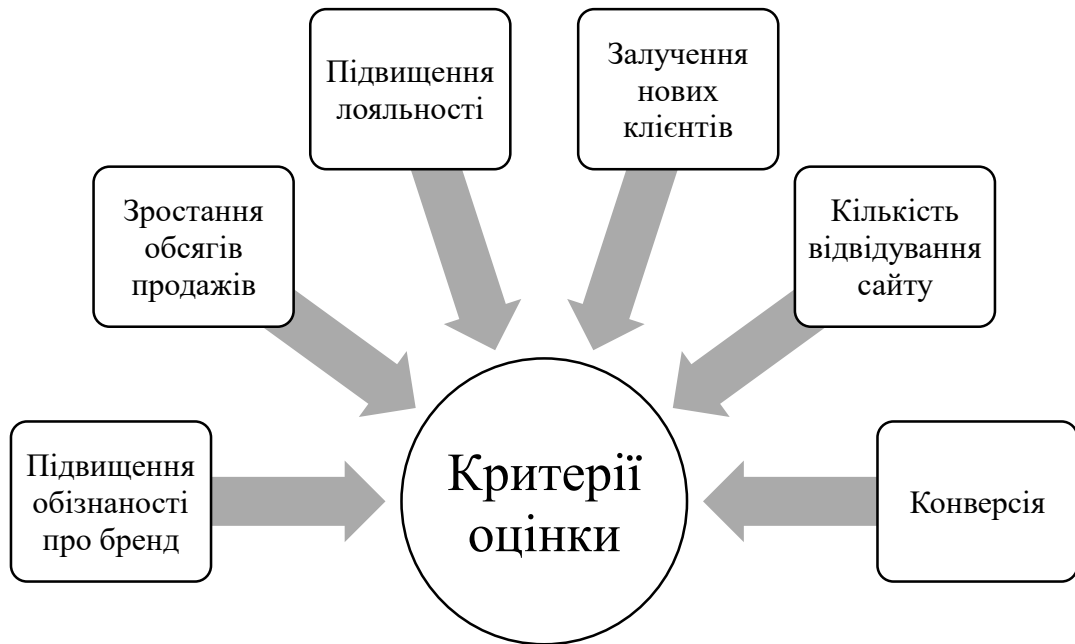 Підвищення
лояльності
Залучення
нових
клієнтів
Зростання
обсягів
продажів
Кількість
відвідування
сайту
Підвищення
обізнаності
про бренд
Критерії
оцінки
Конверсія